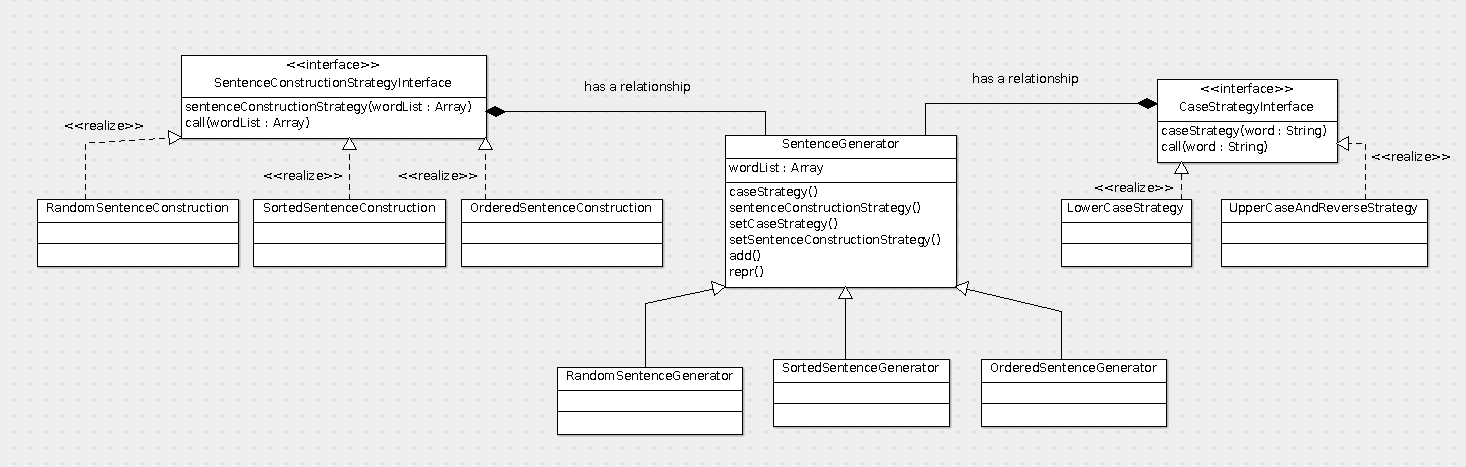 <<interface>>
SentenceConstructionStrategyInterface
sentenceConstructionStrategy(wordList : Array)
call(wordList : Array)
has a relationship
has a relationship
<<interface>>
CaseStrategyInterface
caseStrategy(word : String)
call(word : String)
<<realize>>
<<realize>>
<<realize>>
<<realize>>
<<realize>>
RandomSentenceConstruction
SortedSentenceConstruction
OrderedSentenceConstruction
SentenceGenerator
wordList : Array
caseStrategy()
sentenceConstructionStrategy()
setCaseStrategy()
setSentenceConstructionStrategy()
add()
repr()
LowerCaseStrategy
UpperCaseAndReverseStrategy
RandomSentenceGenerator
SortedSentenceGenerator
OrderedSentenceGenerator